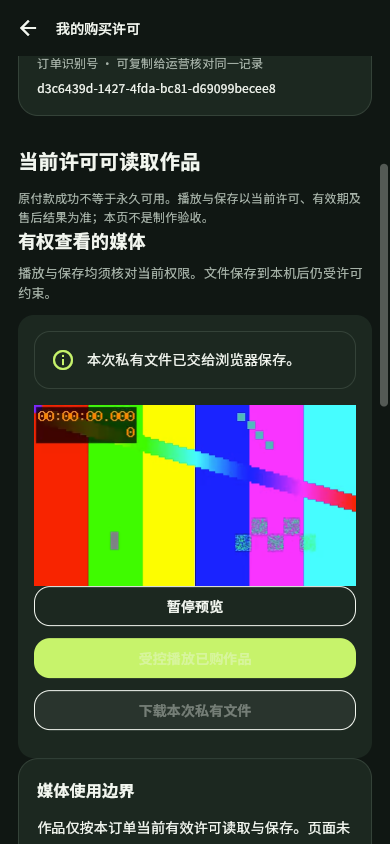 我的购买许可
订单识别号 · 可复制给运营核对同一记录
d3c6439d-1427-4fda-bc81-d69099becee8
当前许可可读取作品
原付款成功不等于永久可用。播放与保存以当前许可、有效期及
售后结果为准；本页不是制作验收。
有权查看的媒体
播放与保存均须核对当前权限。文件保存到本机后仍受许可
约束。
本次私有文件已交给浏览器保存。
00:00:00.000
0
暂停预览
受控播放已购作品
下载本次私有文件
媒体使用边界
作品仅按本订单当前有效许可读取与保存。页面未